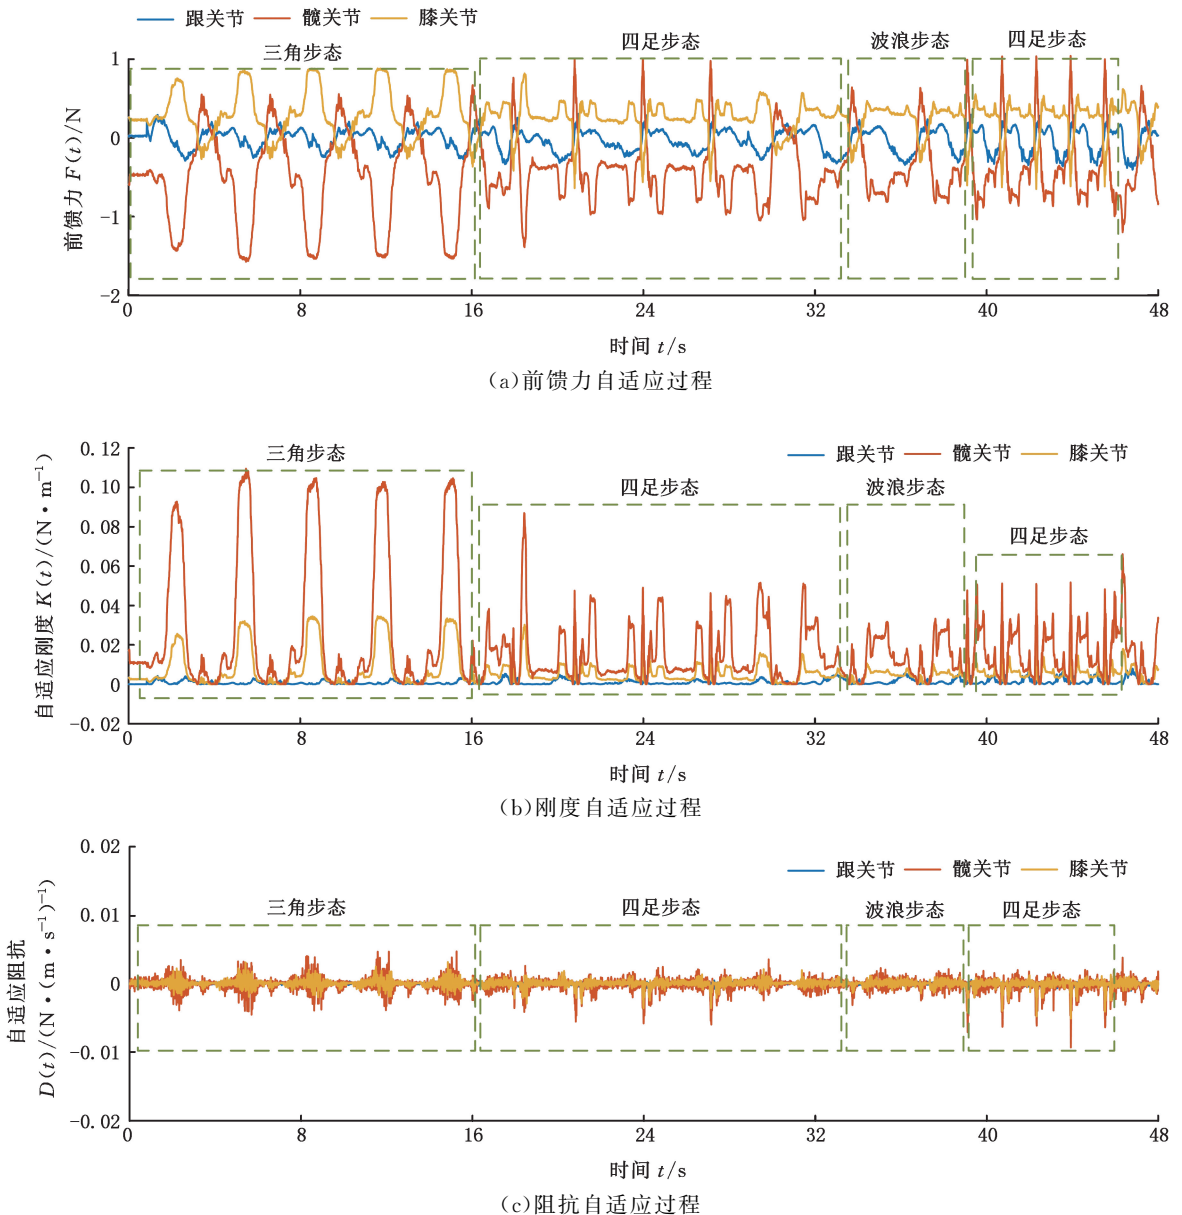 跟关节 髋关节 膝关节
三角步态 四足步态 波浪步态 四足步态
前馈力 F(t)/N
1
0
-1
-2
0 8 16 24 32 40 48
时间 t/s
(a)前馈力自适应过程
自适应刚度 K(t)/(N·m⁻¹)
跟关节 髋关节 膝关节
三角步态 四足步态 波浪步态 四足步态
0.12
0.10
0.08
0.06
0.04
0.02
0
-0.02
0 8 16 24 32 40 48
时间 t/s
(b)刚度自适应过程
自适应阻抗
D(t)/(N·(m·s⁻¹)⁻¹)
跟关节 髋关节 膝关节
三角步态 四足步态 波浪步态 四足步态
0.02
0.01
0
-0.01
-0.02
0 8 16 24 32 40 48
时间 t/s
(c)阻抗自适应过程